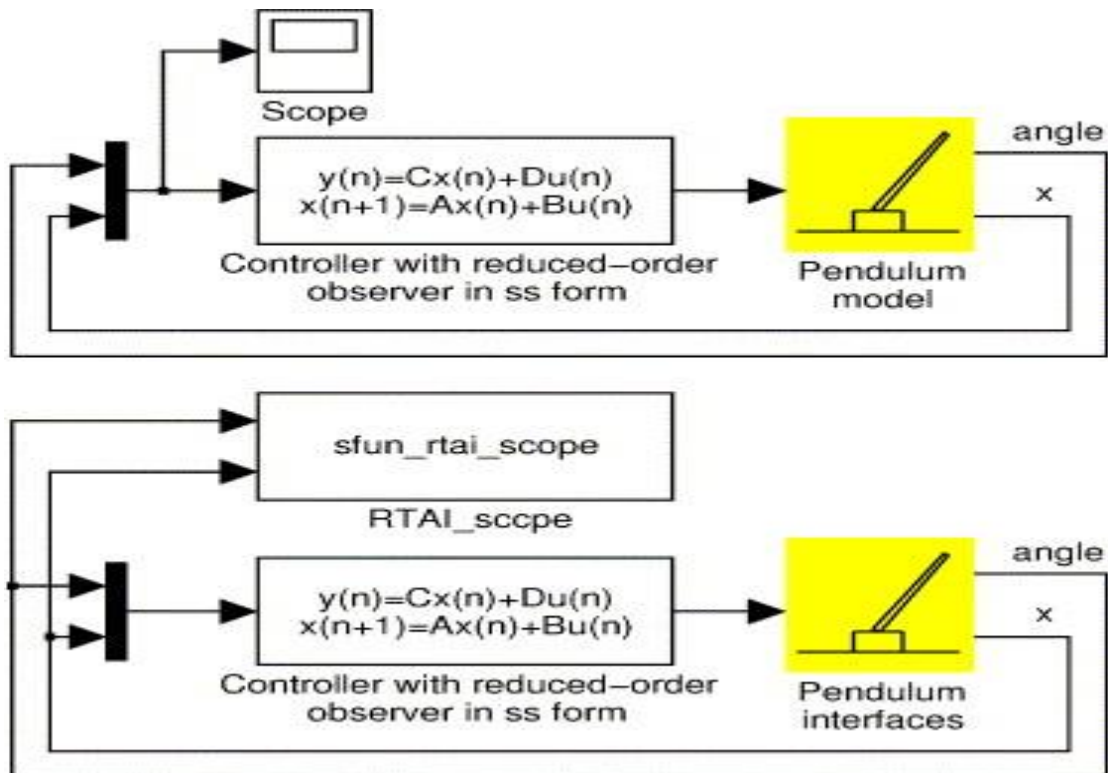 Scope
angle
y(n)=Cx(n)+Du(n)
x(n+1)=Ax(n)+Bu(n)
x
Controller with reduced-order
observer in ss form
Pendulum
model
sfun_rtai_scope
RTAI_sccpe
angle
y(n)=Cx(n)+Du(n)
x(n+1)=Ax(n)+Bu(n)
x
Controller with reduced-order
observer in ss form
Pendulum
interfaces